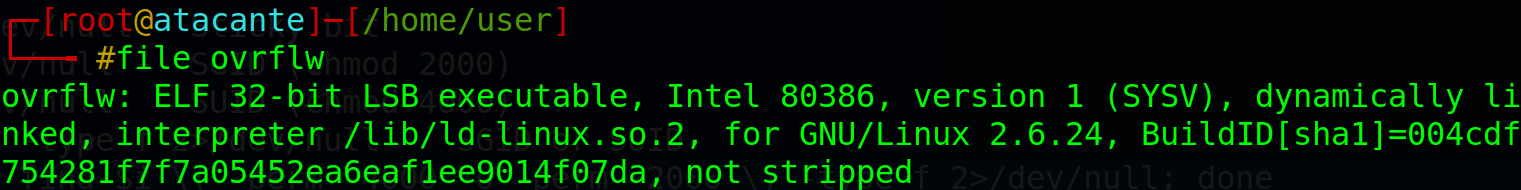 [root@atacante]-[/home/user]
#file ovrflw
ovrflw: ELF 32-bit LSB executable, Intel 80386, version 1 (SYSV), dynamically li
nked, interpreter /lib/ld-linux.so.2, for GNU/Linux 2.6.24, BuildID[sha1]=004cdf
754281f7f7a05452ea6eaf1ee9014f07da, not stripped